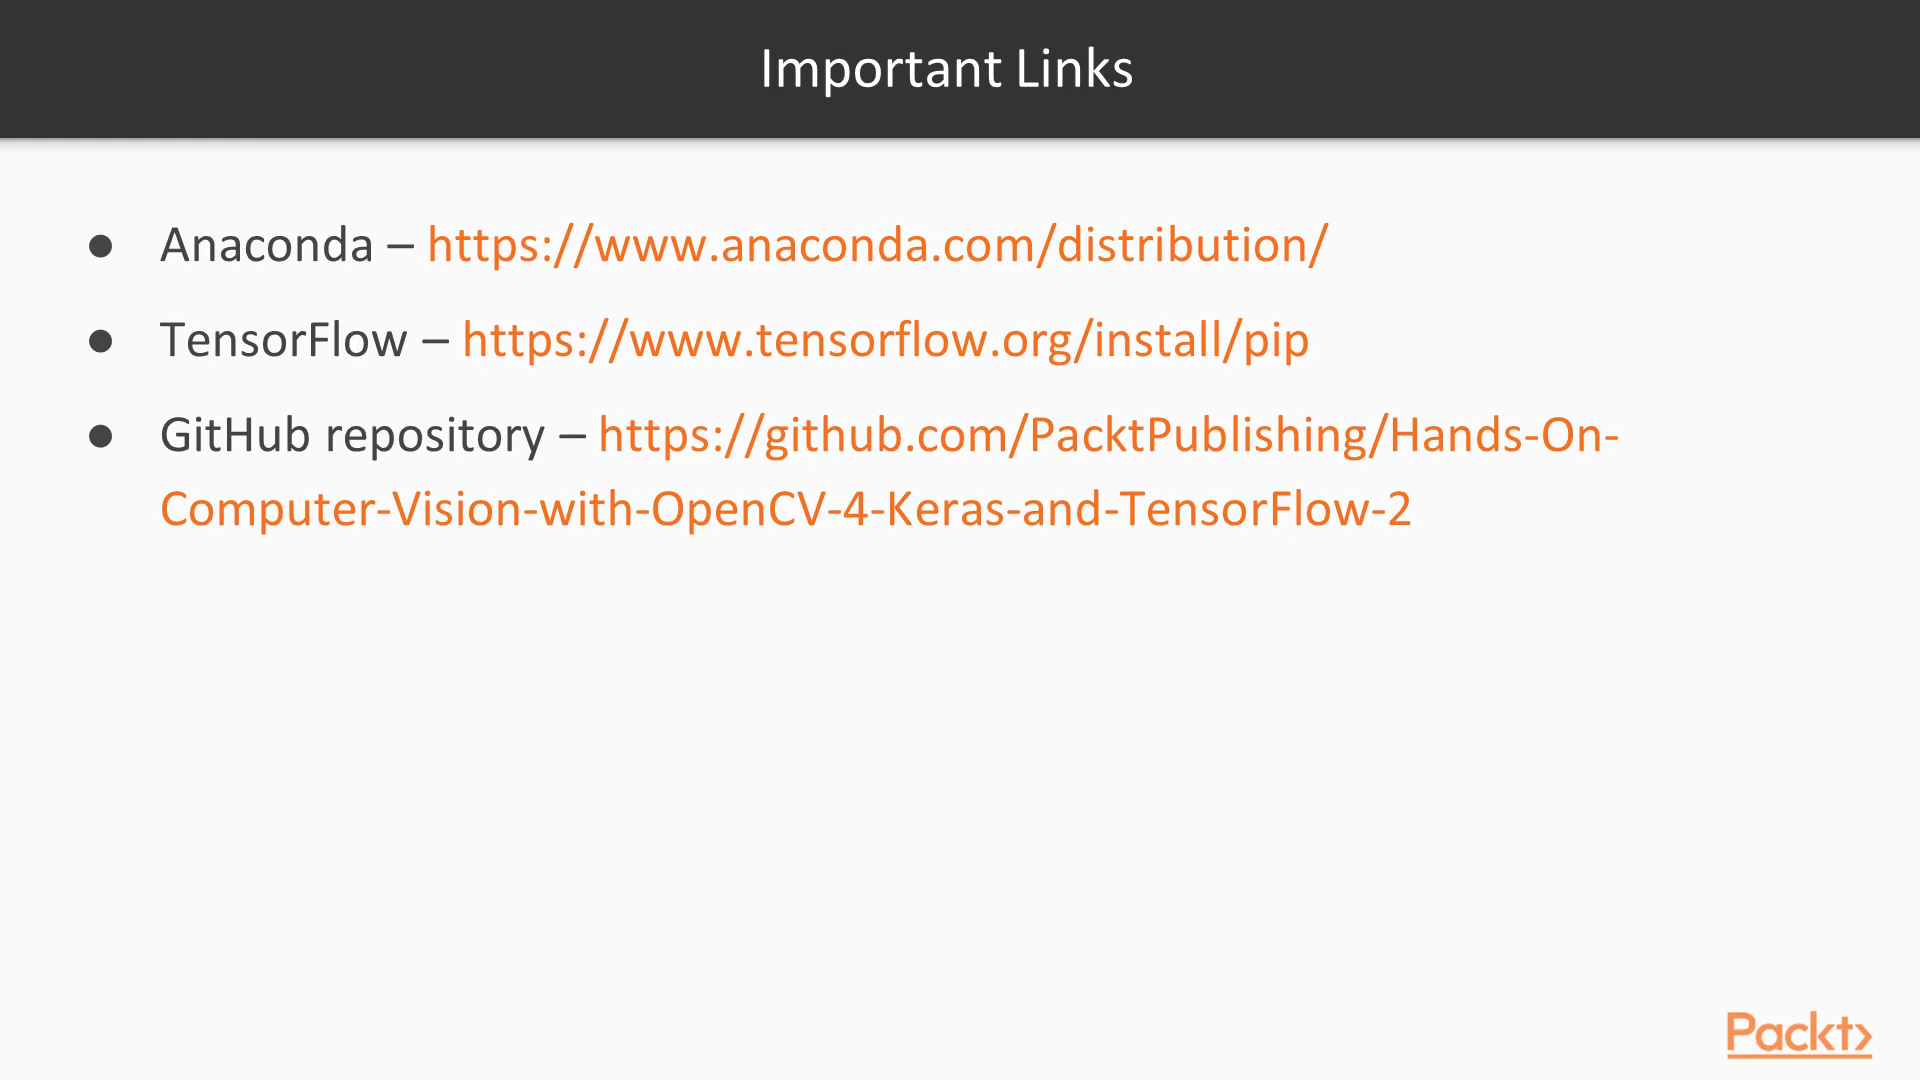 Important Links
● Anaconda – https://www.anaconda.com/distribution/
● TensorFlow – https://www.tensorflow.org/install/pip
● GitHub repository – https://github.com/PacktPublishing/Hands-On-
Computer-Vision-with-OpenCV-4-Keras-and-TensorFlow-2
Packt>